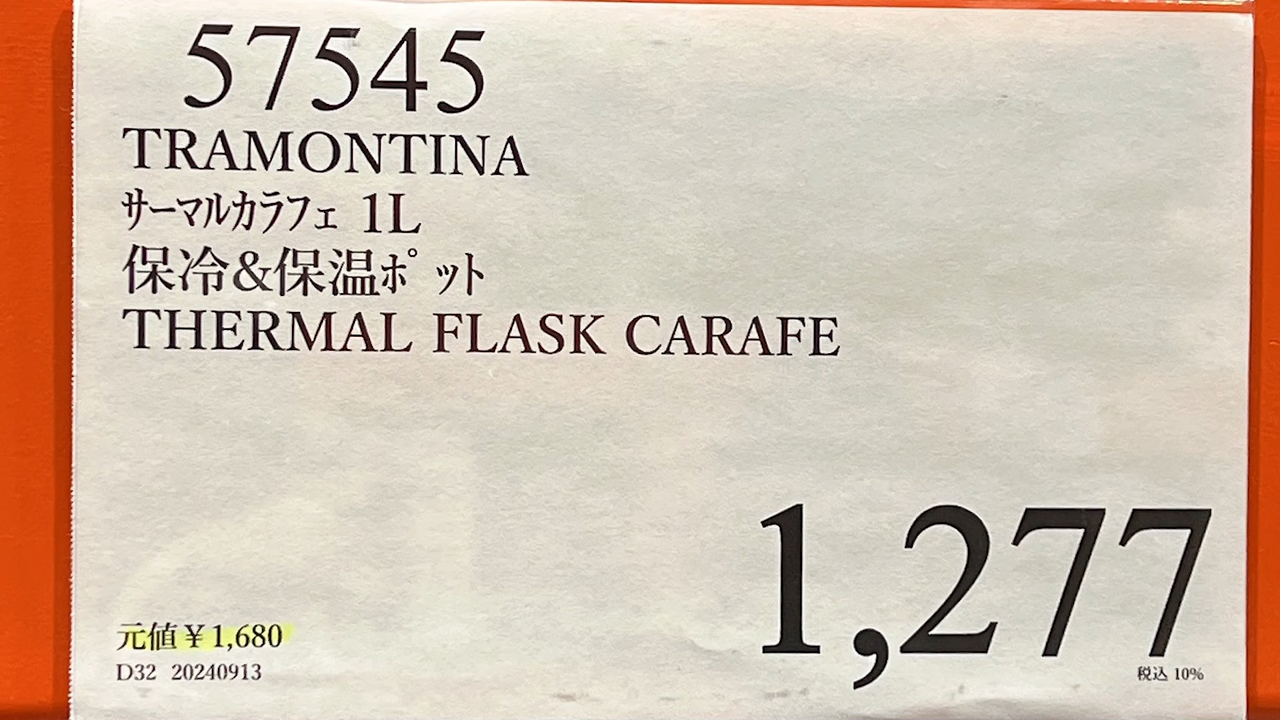 57545
TRAMONTINA
サーマルカラフェ 1L
保冷&保温ポット
THERMAL FLASK CARAFE
1,277
元値¥1,680
D32 20240913
税込 10%